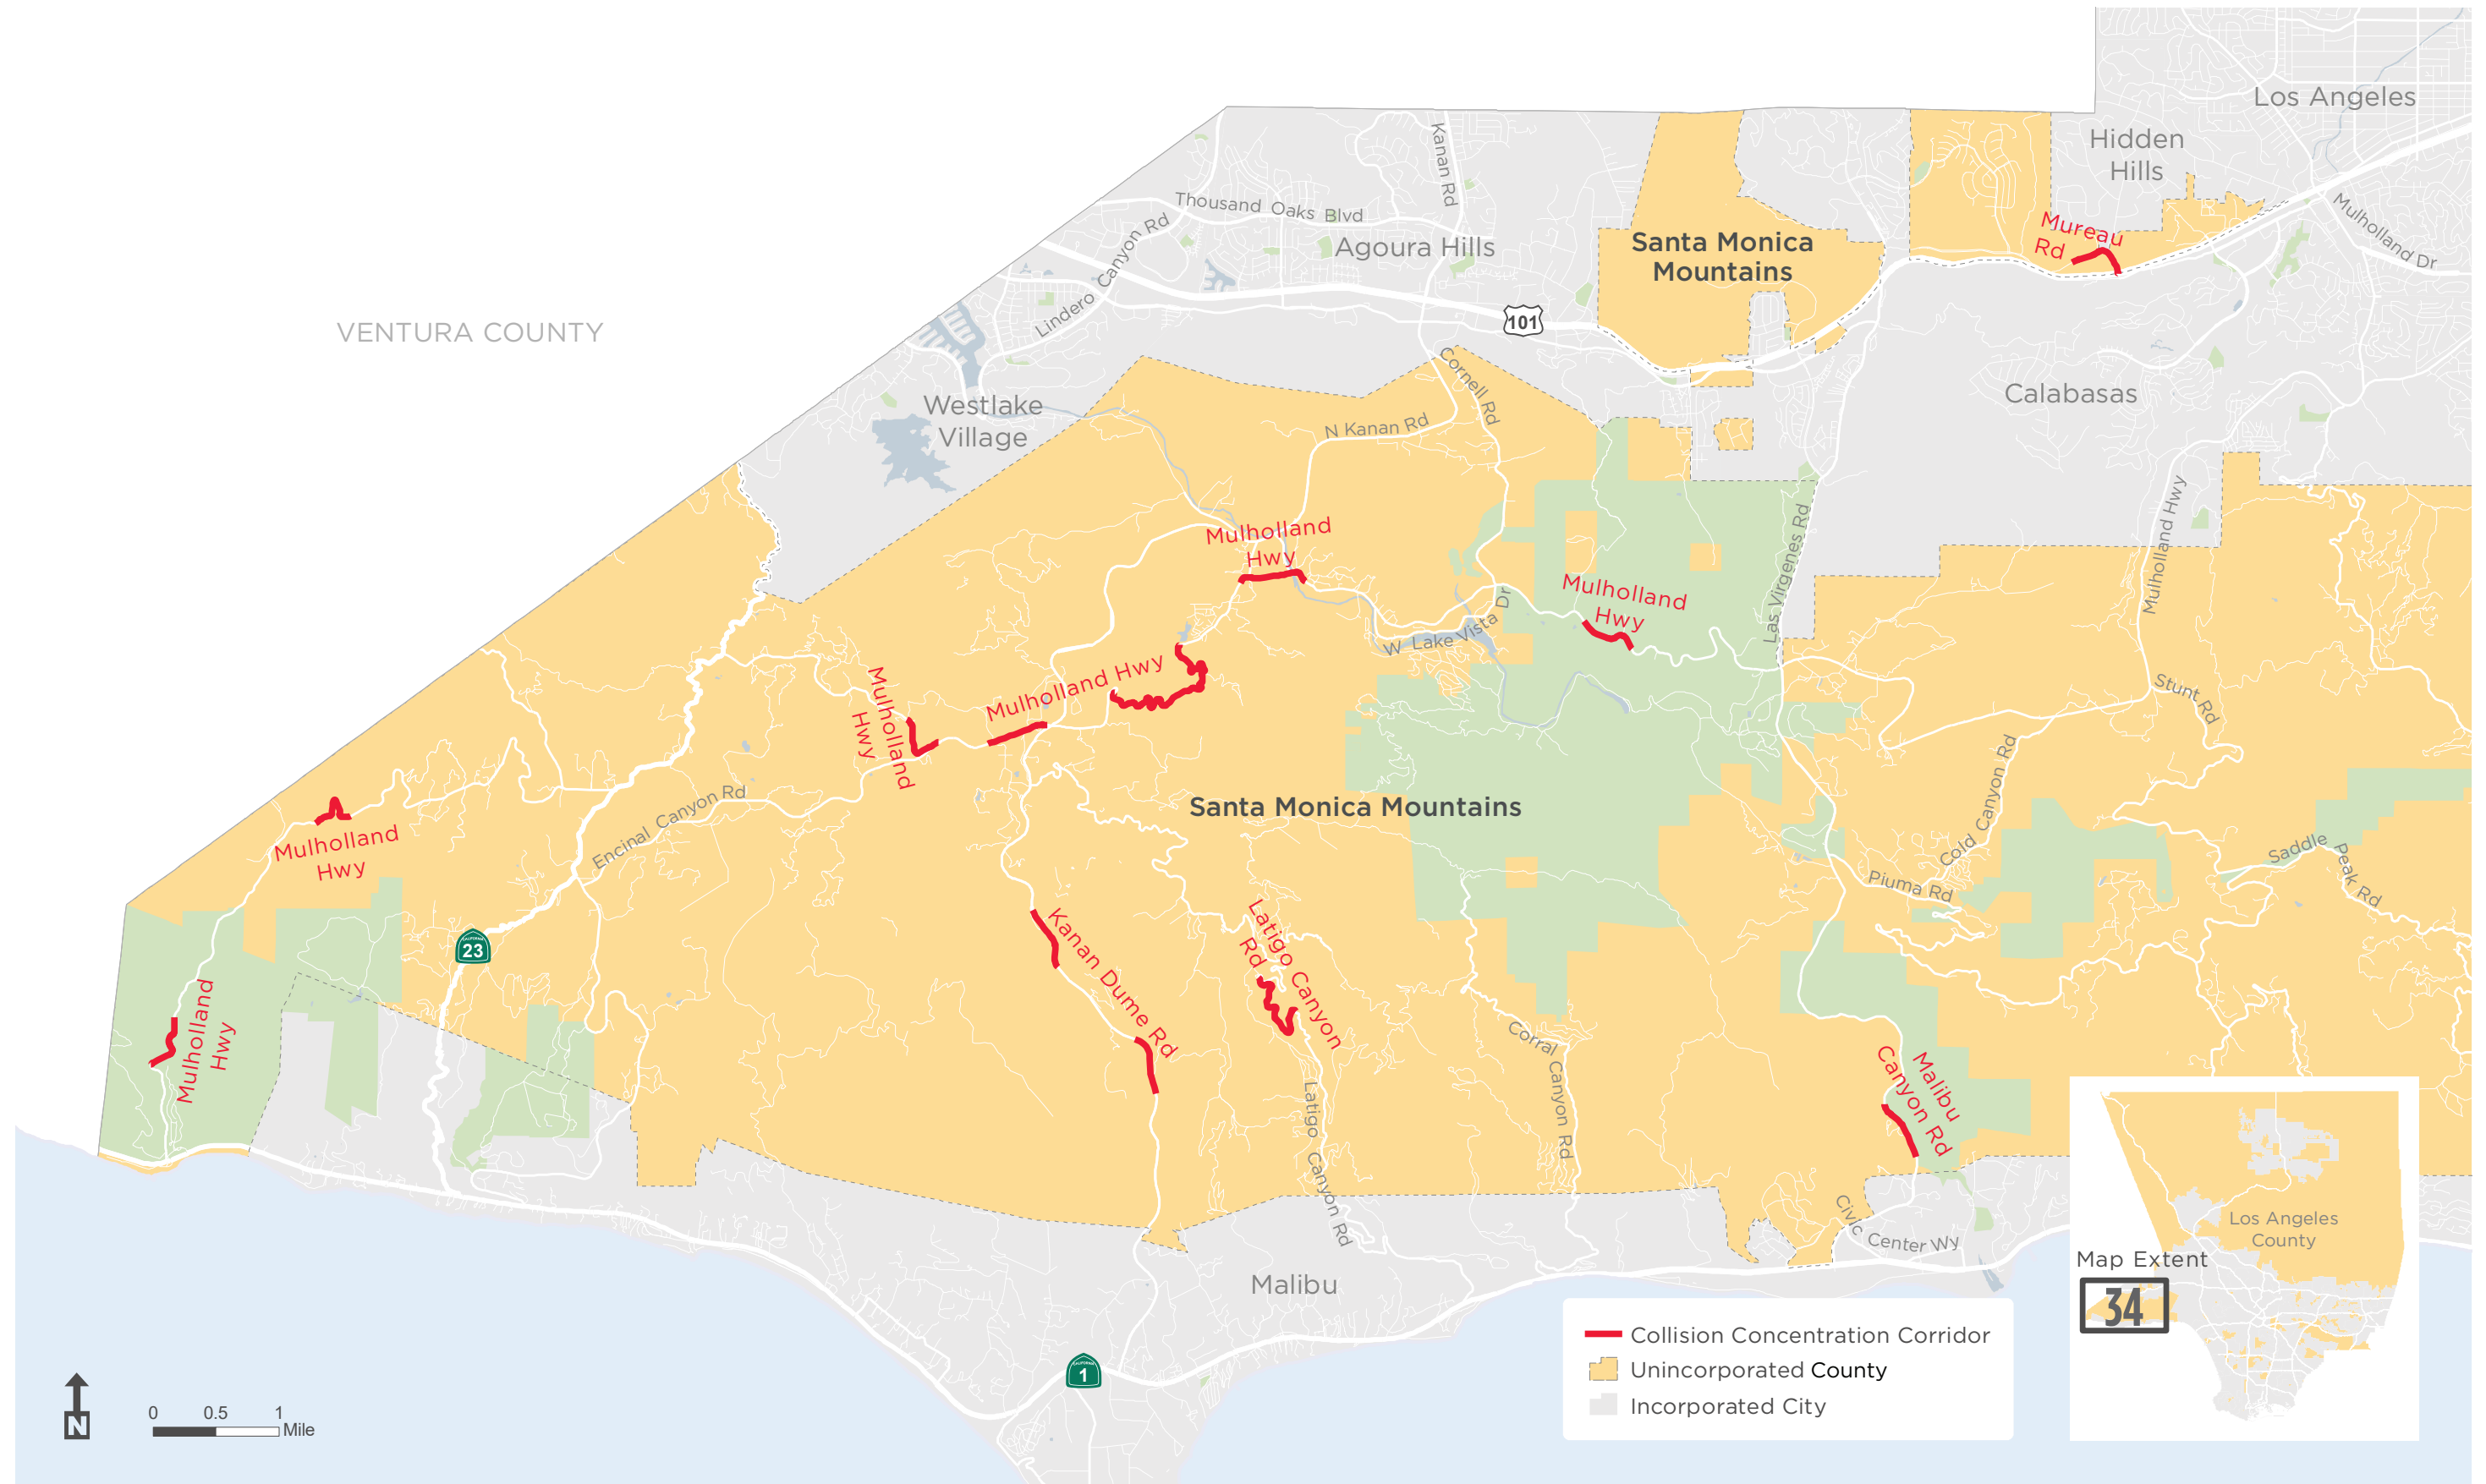 Los Angeles
Hidden
Hills
Kanan Rd
Thousand Oaks Blvd
Lindero Canyon Rd
Agoura Hills
Santa Monica
Mountains
Mureau
Rd
Mulholland Dr
VENTURA COUNTY
101
Cornell Rd
Westlake
Village
N Kanan Rd
Calabasas
Mulholland
Hwy
Mulholland
Hwy
Las Virgenes Rd
Mulholland Hwy
W Lake Vista Dr
Mulholland Hwy
Mulholland
Hwy
Stunt Rd
Encinal Canyon Rd
Santa Monica Mountains
Mulholland
Hwy
Cold Canyon Rd
Saddle Peak Rd
Piuma Rd
CALIFORNIA
23
Kanan Dume Rd
Latigo Canyon
Rd
Mulholland
Hwy
Corral Canyon Rd
Malibu
Canyon Rd
Latigo Canyon Rd
Civic Center Wy
Malibu
CALIFORNIA
1
Los Angeles
County
Map Extent
34
Collision Concentration Corridor
Unincorporated County
Incorporated City
N
0 0.5 1
Mile